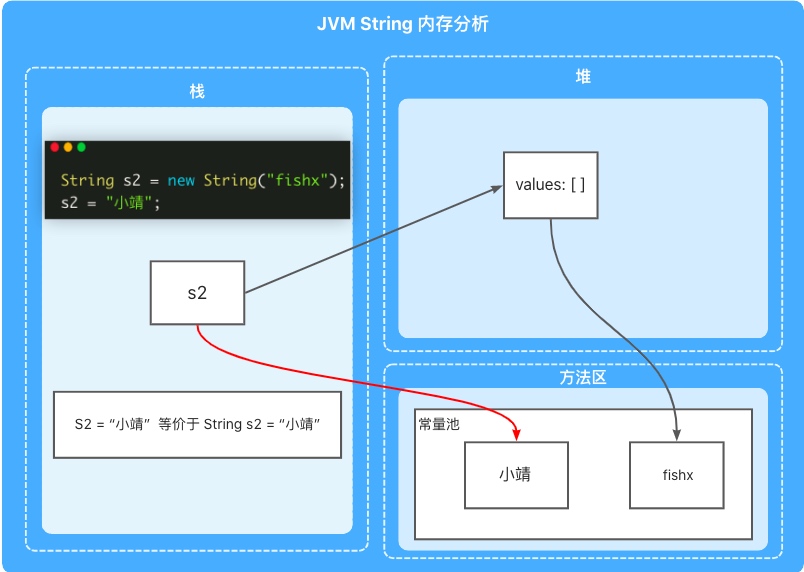 JVM String 内存分析
栈
String s2 = new String("fishx");
s2 = "小靖";
s2
S2 = “小靖” 等价于 String s2 = “小靖”
堆
values: [ ]
方法区
常量池
小靖
fishx